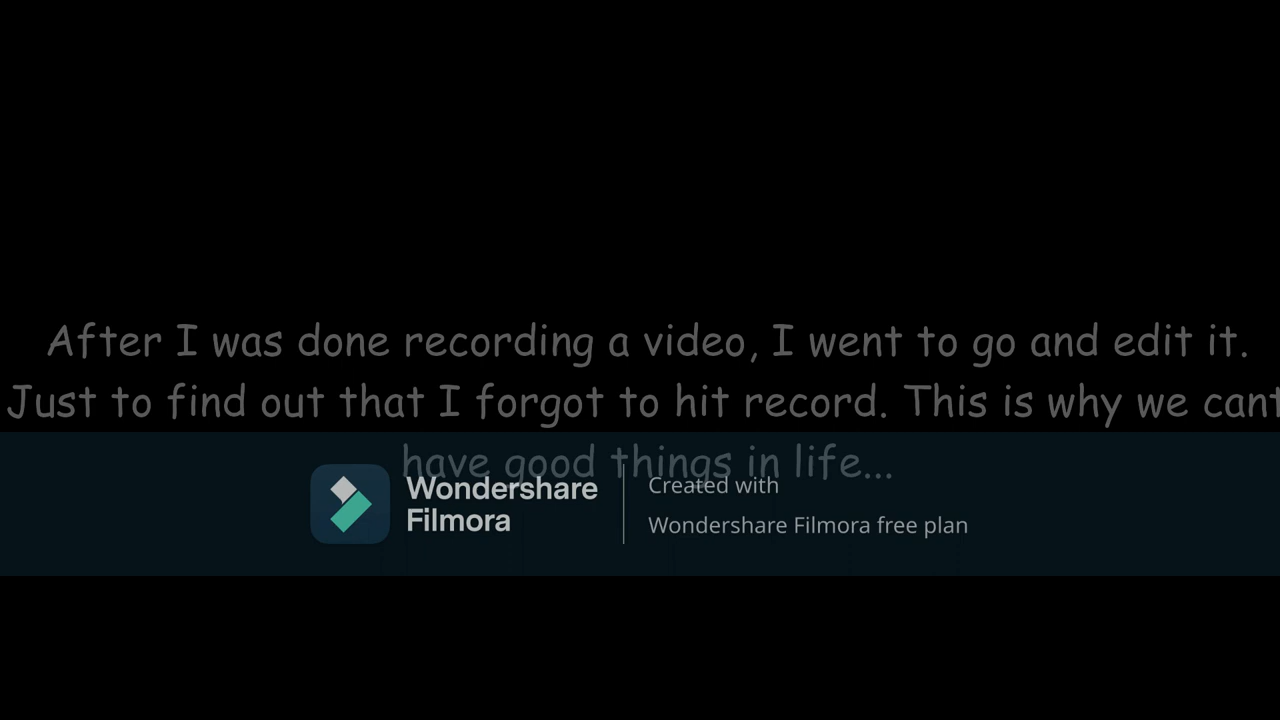 After I was done recording a video, I went to go and edit it.
Just to find out that I forgot to hit record. This is why we cant
have good things in life...
Wondershare
Filmora
Created with
Wondershare Filmora free plan